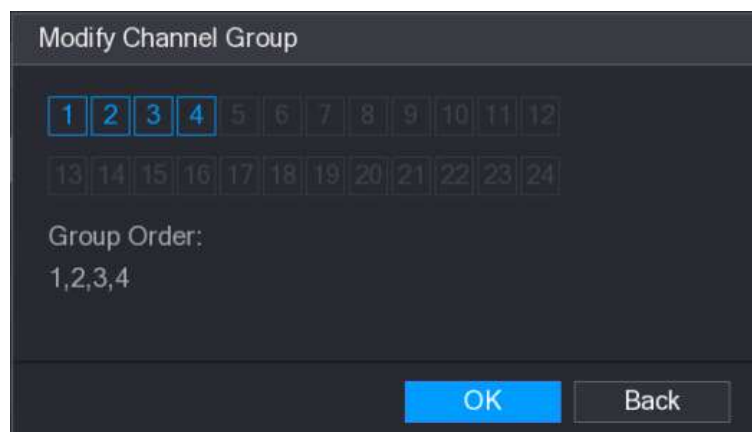 Modify Channel Group
1 2 3 4 5 6 7 8 9 10 11 12
13 14 15 16 17 18 19 20 21 22 23 24
Group Order:
1,2,3,4
OK Back